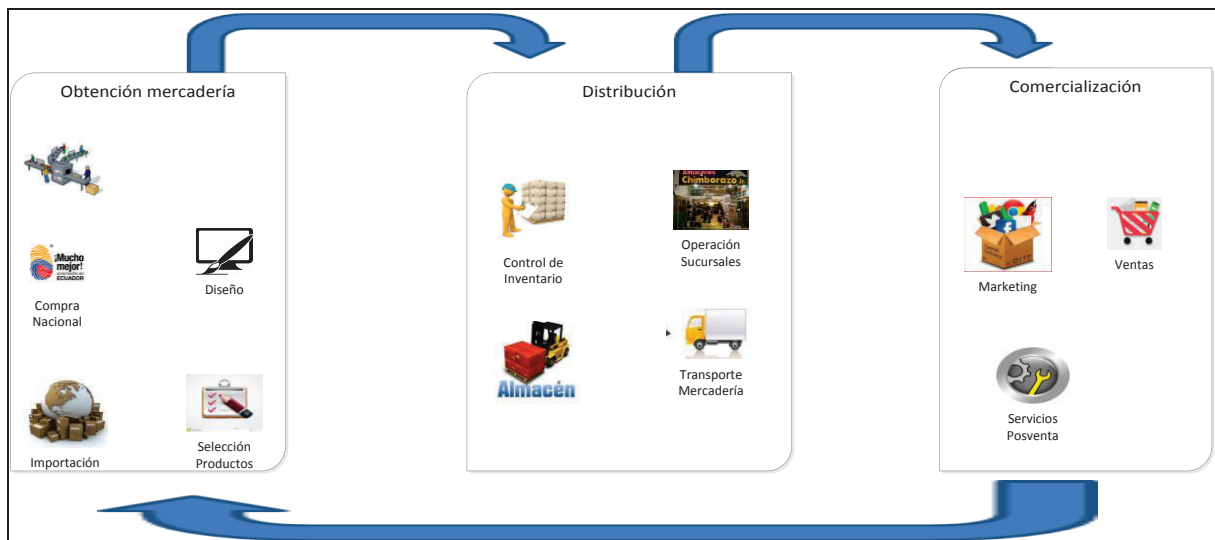 Obtención mercadería
¡Mucho
mejor!
ECUADOR
Compra
Nacional
Diseño
Importación
Selección
Productos
Distribución
Control de
Inventario
Almacenes
Chimborazo Jr.
Operación
Sucursales
Almacén
Transporte
Mercadería
Comercialización
Marketing
Ventas
Servicios
Posventa